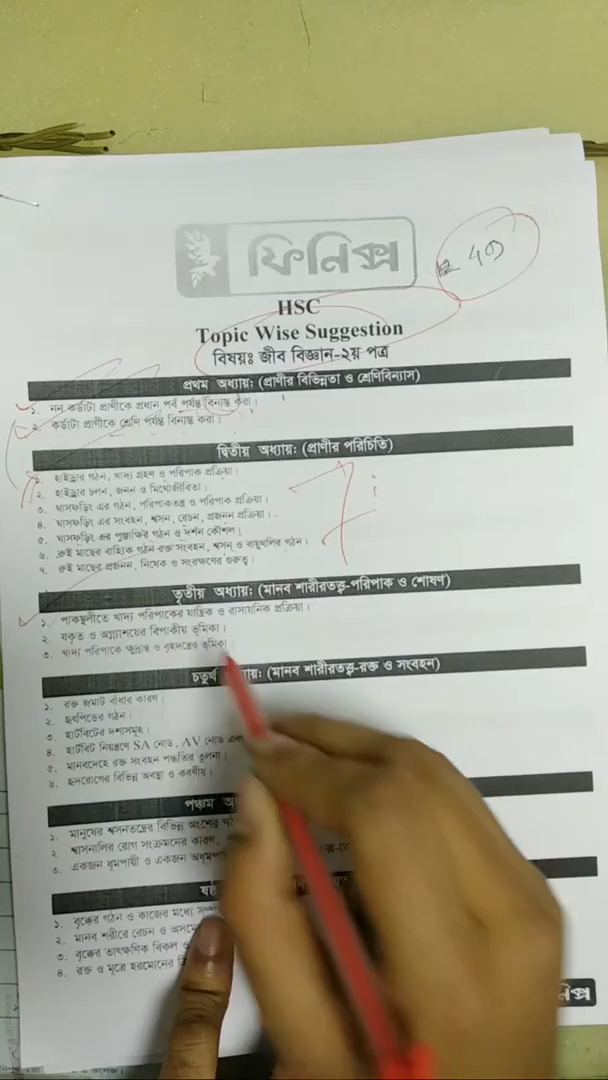 ফিনিক্স
49
HSC
Topic Wise Suggestion
বিষয়ঃ জীব বিজ্ঞান-২য় পত্র
প্রথম অধ্যায়: (প্রাণীর বিভিন্নতা ও শ্রেণিবিন্যাস)
১. নন কর্ডাটা প্রাণীকে প্রধান পর্ব পর্যন্ত বিন্যস্ত করা।
২. কর্ডাটা প্রাণীকে শ্রেণি পর্যন্ত বিন্যস্ত করা।
দ্বিতীয় অধ্যায়: (প্রাণীর পরিচিতি)
১. হাইড্রার গঠন, খাদ্য গ্রহণ ও পরিপাক প্রক্রিয়া।
২. হাইড্রার চলন, জনন ও মিথোজীবিতা।
৩. ঘাসফড়িং এর গঠন, পরিপাকতন্ত্র ও পরিপাক প্রক্রিয়া।
৪. ঘাসফড়িং এর সংবহন, শ্বসন, রেচন, প্রজনন প্রক্রিয়া।
৫. ঘাসফড়িং এর পুঞ্জাক্ষির গঠন ও দর্শন কৌশল।
৬. রুই মাছের বাহ্যিক গঠন রক্ত সংবহন, শ্বসন ও বায়ুথলির গঠন।
৭. রুই মাছের প্রজনন, নিষেক ও সংরক্ষণের গুরুত্ব।
তৃতীয় অধ্যায়: (মানব শারীরতত্ত্ব-পরিপাক ও শোষণ)
১. পাকস্থলীতে খাদ্য পরিপাকের যান্ত্রিক ও রাসায়নিক প্রক্রিয়া।
২. যকৃত ও অগ্ন্যাশয়ের বিপাকীয় ভূমিকা।
৩. খাদ্য পরিপাকে ক্ষুদ্রান্ত্র ও বৃহদন্ত্রের ভূমিকা
চতুর্থ য়: (মানব শারীরতত্ত্ব-রক্ত ও সংবহন)
১. রক্ত জমাট বাঁধার কারণ।
২. হৃৎপিন্ডের গঠন।
৩. হার্টবিটের দশাসমূহ।
৪. হার্টবিট নিয়ন্ত্রণে SA নোড, AV নোড এবং
৫. মানবদেহে রক্ত সংবহন পদ্ধতির তুলনা।
৬. হৃদরোগের বিভিন্ন অবস্থা ও করণীয়।
পঞ্চম অ
১. মানুষের শ্বসনতন্ত্রের বিভিন্ন অংশের
২. শ্বাসনালির রোগ সংক্রমনের কারণ,
৩. একজন ধূমপায়ী ও একজন অধূমপা
ষষ্ঠ
১. বৃক্কের গঠন ও কাজের মধ্যে
২. মানব শরীরে রেচন ও
৩. বৃক্কের তাৎক্ষণিক বিকল ও
৪. রক্ত ও মূত্রে হরমোনের